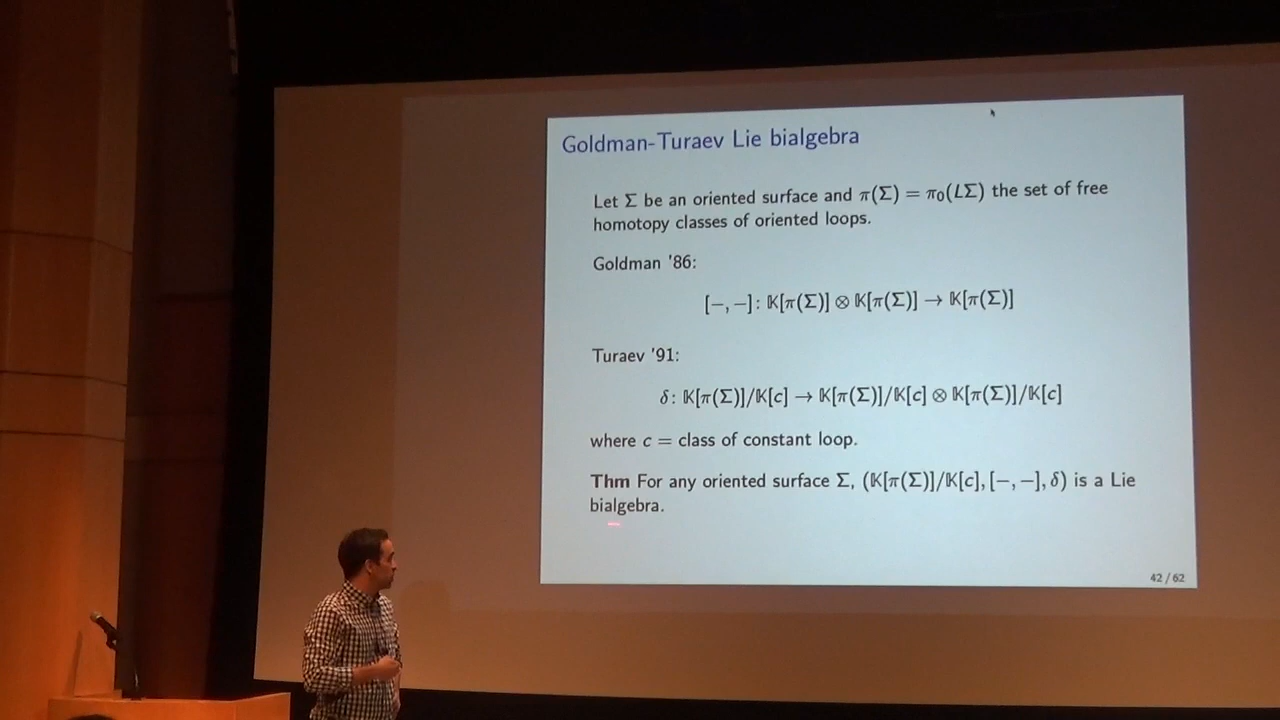 Goldman-Turaev Lie bialgebra
Let Σ be an oriented surface and π(Σ) = π₀(LΣ) the set of free
homotopy classes of oriented loops.
Goldman '86:
[−, −]: 𝕂[π(Σ)] ⊗ 𝕂[π(Σ)] → 𝕂[π(Σ)]
Turaev '91:
δ: 𝕂[π(Σ)]/𝕂[c] → 𝕂[π(Σ)]/𝕂[c] ⊗ 𝕂[π(Σ)]/𝕂[c]
where c = class of constant loop.
Thm For any oriented surface Σ, (𝕂[π(Σ)]/𝕂[c], [−, −], δ) is a Lie
bialgebra.
42 / 62